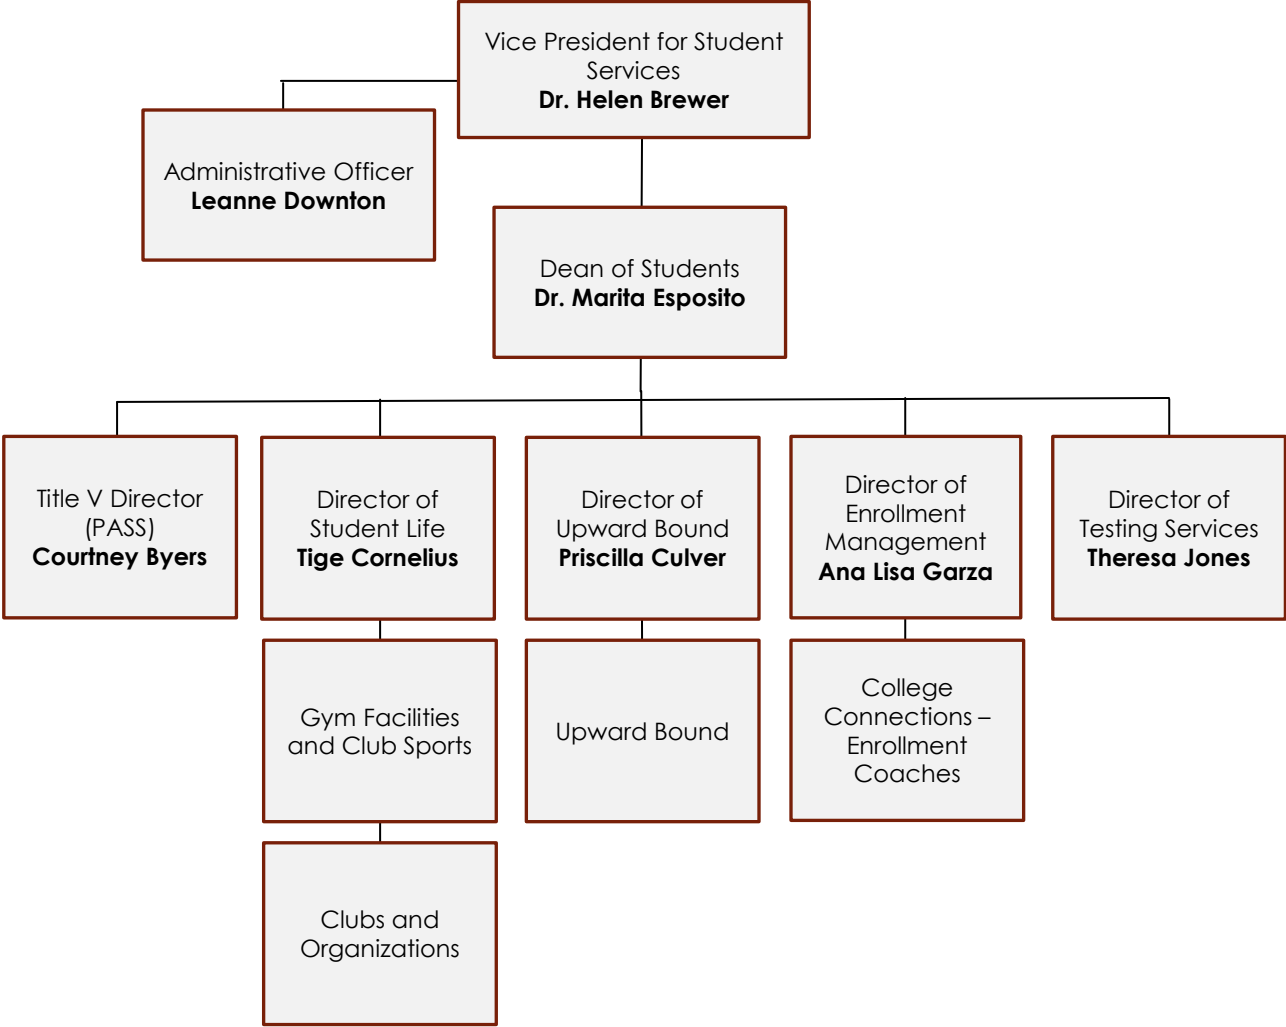 Vice President for Student
Services
Dr. Helen Brewer
Administrative Officer
Leanne Downton
Dean of Students
Dr. Marita Esposito
Title V Director
(PASS)
Courtney Byers
Director of
Student Life
Tige Cornelius
Director of
Upward Bound
Priscilla Culver
Director of
Enrollment
Management
Ana Lisa Garza
Director of
Testing Services
Theresa Jones
Gym Facilities
and Club Sports
Upward Bound
College
Connections –
Enrollment
Coaches
Clubs and
Organizations